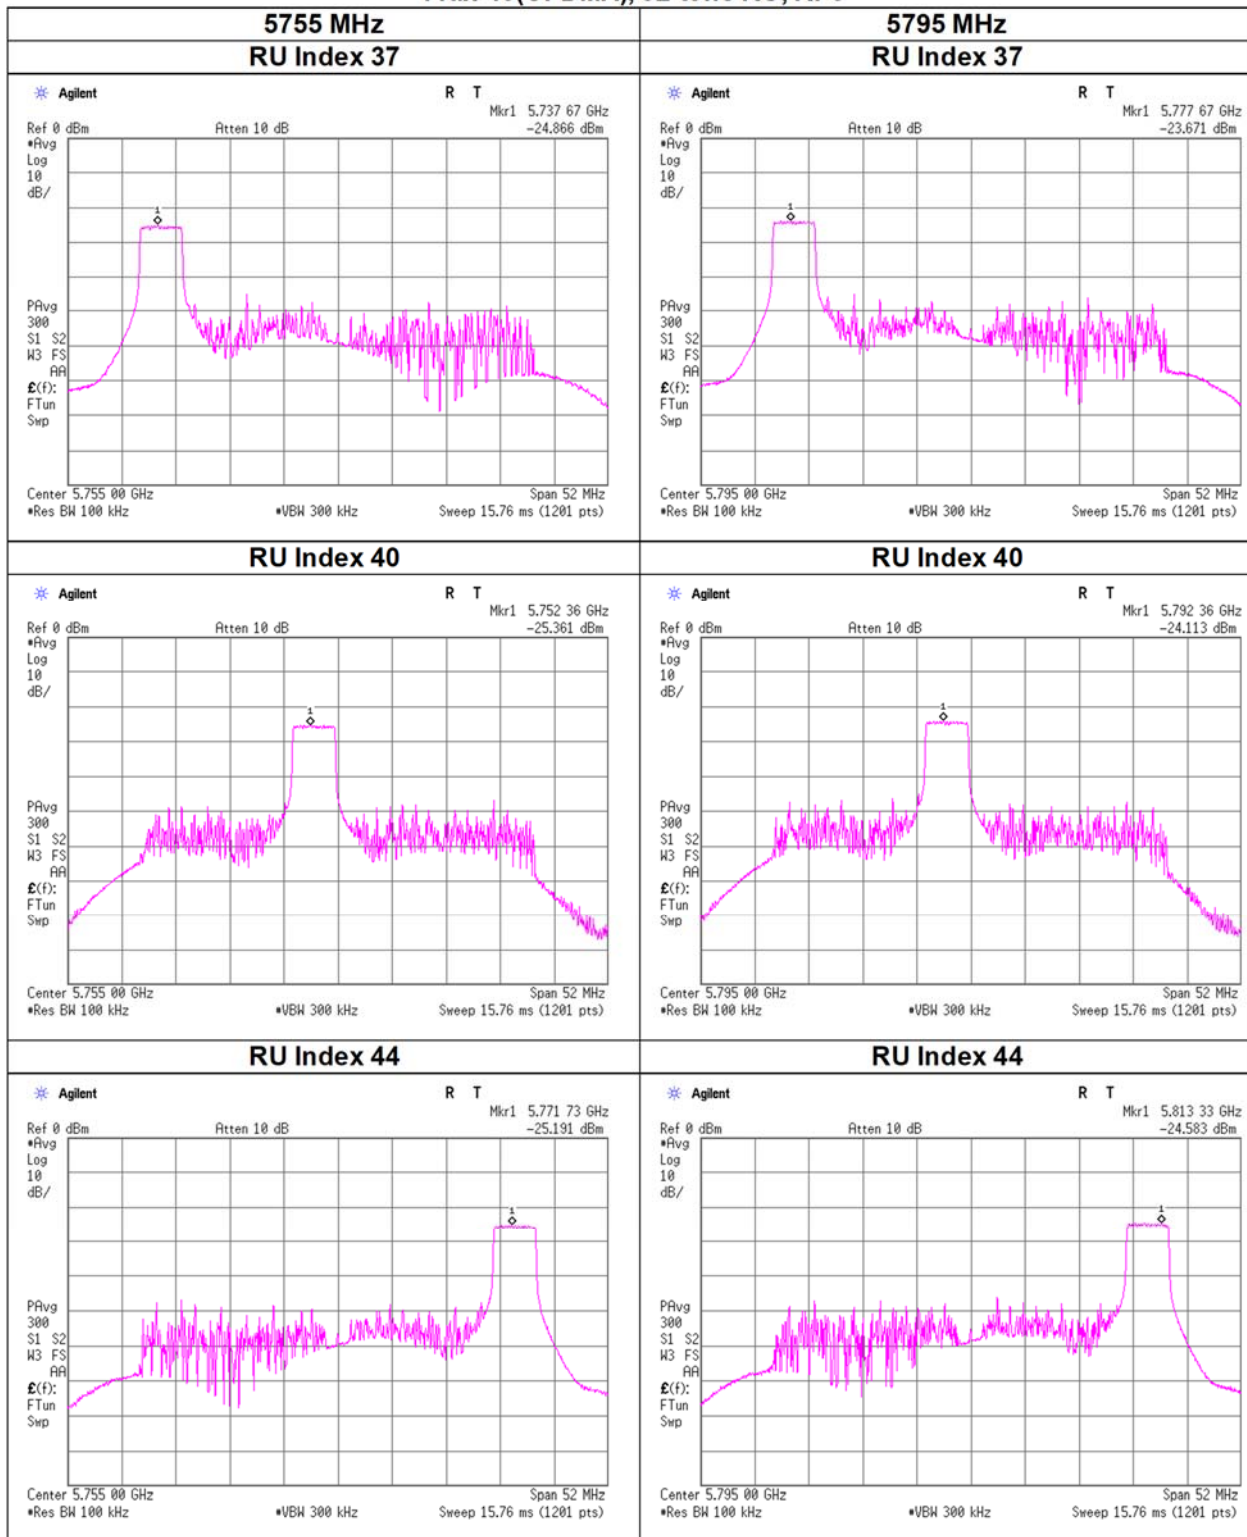 5755 MHz 5795 MHz
RU Index 37 RU Index 37
Agilent R T
Mkr1 5.737 67 GHz
Ref 0 dBm Atten 10 dB -24.866 dBm
#Avg
Log
10
dB/
1
PAvg
300
S1 S2
W3 FS
AA
£(f):
FTun
Swp
Center 5.755 00 GHz Span 52 MHz
#Res BW 100 kHz #VBW 300 kHz Sweep 15.76 ms (1201 pts)
Agilent R T
Mkr1 5.777 67 GHz
Ref 0 dBm Atten 10 dB -23.671 dBm
#Avg
Log
10
dB/
1
PAvg
300
S1 S2
W3 FS
AA
£(f):
FTun
Swp
Center 5.795 00 GHz Span 52 MHz
#Res BW 100 kHz #VBW 300 kHz Sweep 15.76 ms (1201 pts)
RU Index 40 RU Index 40
Agilent R T
Mkr1 5.752 36 GHz
Ref 0 dBm Atten 10 dB -25.361 dBm
#Avg
Log
10
dB/
1
PAvg
300
S1 S2
W3 FS
AA
£(f):
FTun
Swp
Center 5.755 00 GHz Span 52 MHz
#Res BW 100 kHz #VBW 300 kHz Sweep 15.76 ms (1201 pts)
Agilent R T
Mkr1 5.792 36 GHz
Ref 0 dBm Atten 10 dB -24.113 dBm
#Avg
Log
10
dB/
1
PAvg
300
S1 S2
W3 FS
AA
£(f):
FTun
Swp
Center 5.795 00 GHz Span 52 MHz
#Res BW 100 kHz #VBW 300 kHz Sweep 15.76 ms (1201 pts)
RU Index 44 RU Index 44
Agilent R T
Mkr1 5.771 73 GHz
Ref 0 dBm Atten 10 dB -25.191 dBm
#Avg
Log
10
dB/
1
PAvg
300
S1 S2
W3 FS
AA
£(f):
FTun
Swp
Center 5.755 00 GHz Span 52 MHz
#Res BW 100 kHz #VBW 300 kHz Sweep 15.76 ms (1201 pts)
Agilent R T
Mkr1 5.813 33 GHz
Ref 0 dBm Atten 10 dB -24.583 dBm
#Avg
Log
10
dB/
1
PAvg
300
S1 S2
W3 FS
AA
£(f):
FTun
Swp
Center 5.795 00 GHz Span 52 MHz
#Res BW 100 kHz #VBW 300 kHz Sweep 15.76 ms (1201 pts)